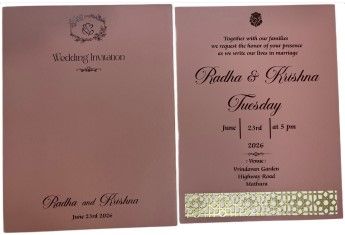 Wedding Invitation
Radha and Krishna
June 23rd 2026
Together with our families
we request the honor of your presence
as we write our lives in marriage
Radha & Krishna
Tuesday
June | 23rd | at 5 pm
2026
: Venue :
Vrindavan Garden
Highway Road
Mathura